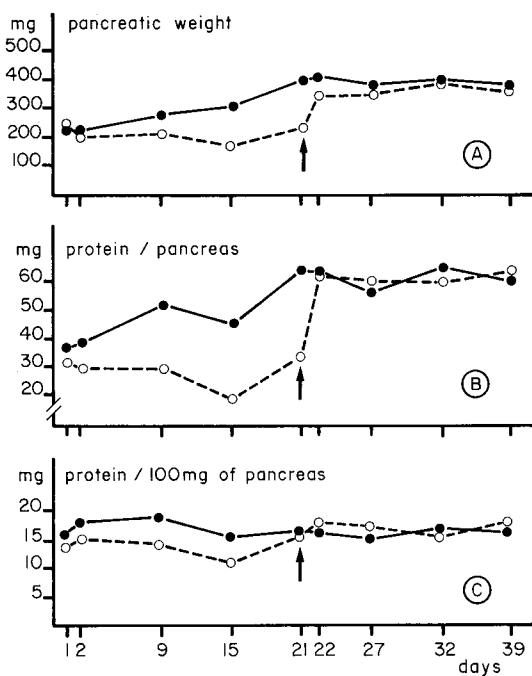 mg pancreatic weight
500
400
300
200
100
A
mg protein / pancreas
60
50
40
30
20
B
mg protein / 100mg of pancreas
20
15
10
5
C
1 2 9 15 21 22 27 32 39
days